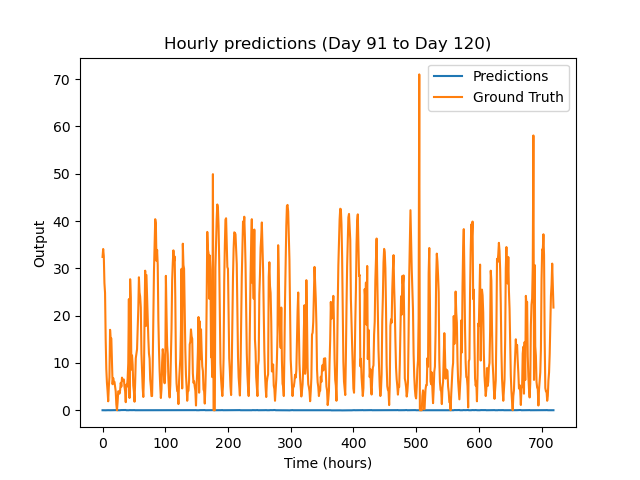 Hourly predictions (Day 91 to Day 120)
Predictions
Ground Truth
70
60
50
40
30
20
10
0
Output
0 100 200 300 400 500 600 700
Time (hours)